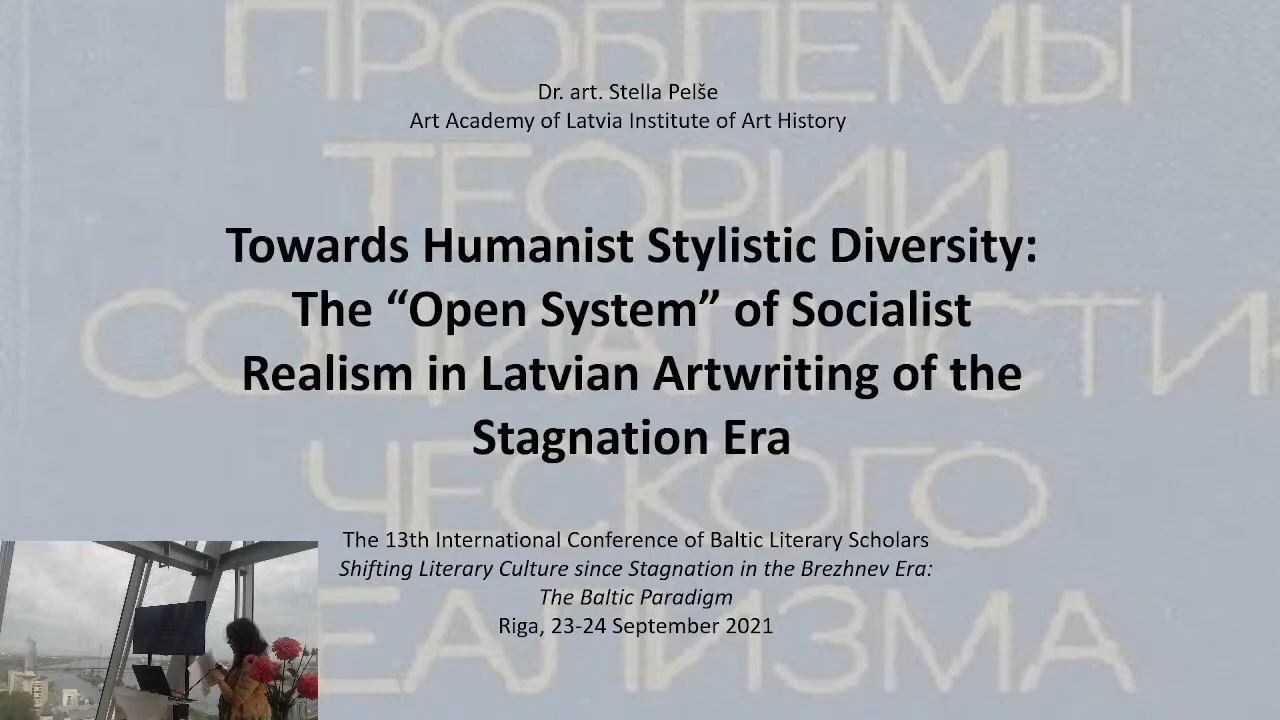 ПРОБЛЕМЫ
Dr. art. Stella Pelše
Art Academy of Latvia Institute of Art History
ТЕОРИИ
Towards Humanist Stylistic Diversity:
The “Open System” of Socialist
СОЦИАЛИСТИ
Realism in Latvian Artwriting of the
Stagnation Era
ЧЕСКОГО
The 13th International Conference of Baltic Literary Scholars
Shifting Literary Culture since Stagnation in the Brezhnev Era:
The Baltic Paradigm
Riga, 23-24 September 2021
ЕАЛИЗМА